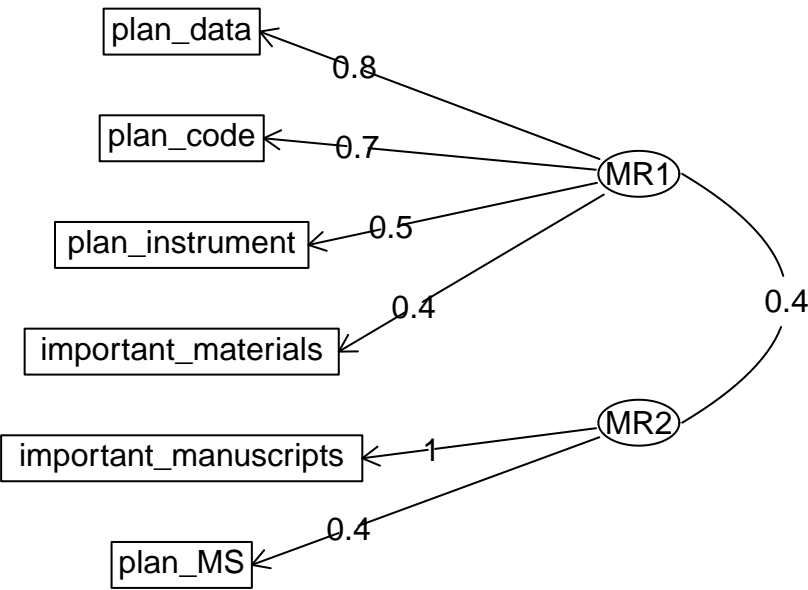 plan_data
0.8
plan_code
0.7
MR1
plan_instrument
0.5
0.4
0.4
important_materials
MR2
important_manuscripts
1
0.4
plan_MS